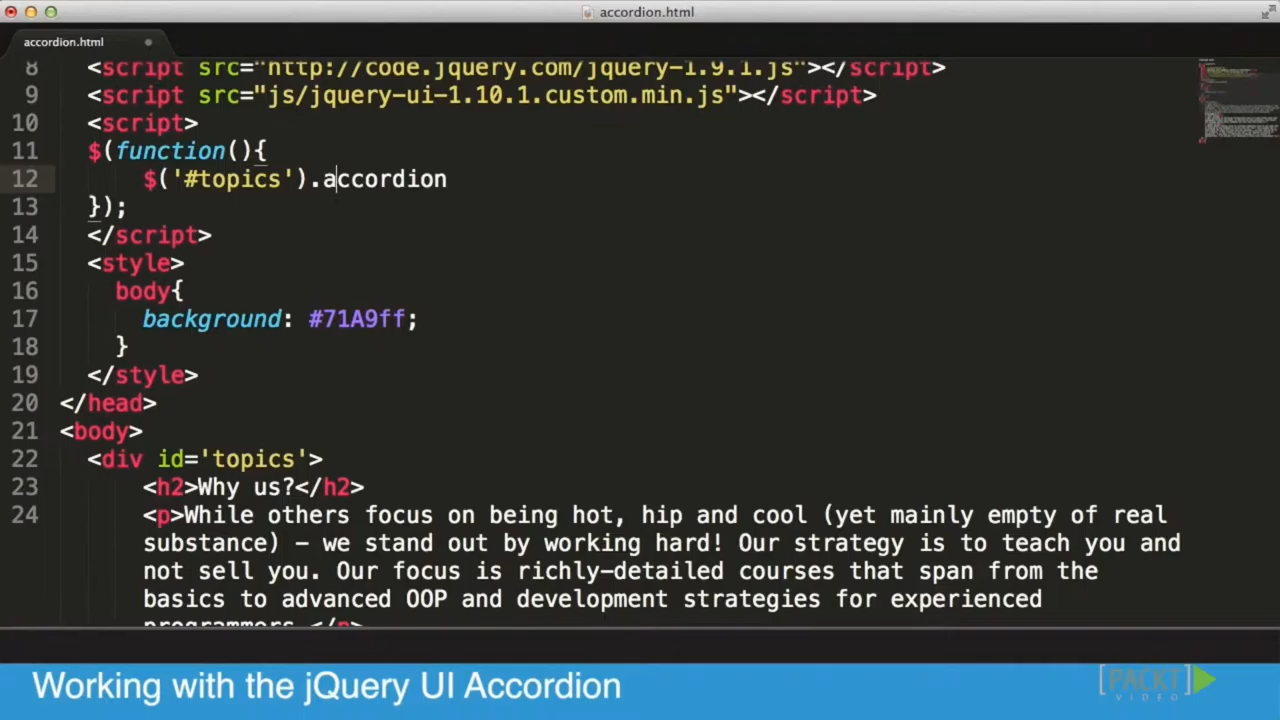 accordion.html
accordion.html
8 <script src="http://code.jquery.com/jquery-1.9.1.js"></script>
9 <script src="js/jquery-ui-1.10.1.custom.min.js"></script>
10 <script>
11 $(function(){
12 $('#topics').accordion
13 });
14 </script>
15 <style>
16 body{
17 background: #71A9ff;
18 }
19 </style>
20 </head>
21 <body>
22 <div id='topics'>
23 <h2>Why us?</h2>
24 <p>While others focus on being hot, hip and cool (yet mainly empty of real
substance) - we stand out by working hard! Our strategy is to teach you and
not sell you. Our focus is richly-detailed courses that span from the
basics to advanced OOP and development strategies for experienced
programmers.</p>
Working with the jQuery UI Accordion
[PACKT]
VIDEO